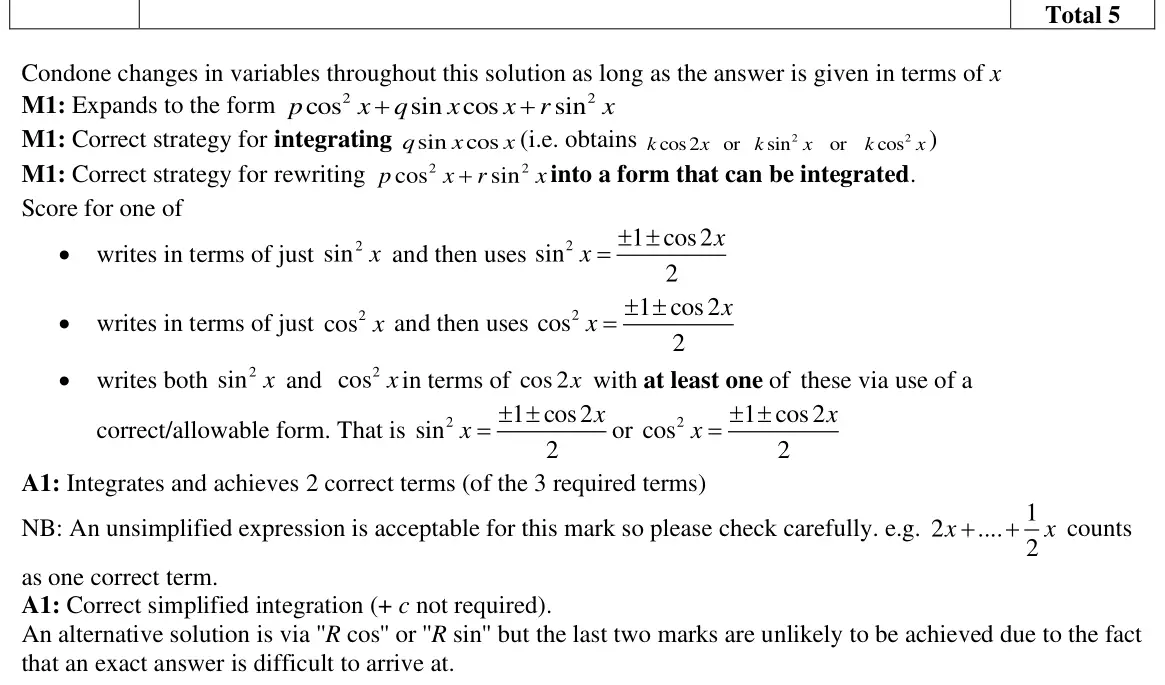 Total 5
Condone changes in variables throughout this solution as long as the answer is given in terms of x
M1: Expands to the form p cos² x + q sin x cos x + r sin² x
M1: Correct strategy for integrating q sin x cos x (i.e. obtains k cos 2x or k sin² x or k cos² x)
M1: Correct strategy for rewriting p cos² x + r sin² x into a form that can be integrated.
Score for one of
• writes in terms of just sin² x and then uses sin² x = (±1 ± cos 2x)/2
• writes in terms of just cos² x and then uses cos² x = (±1 ± cos 2x)/2
• writes both sin² x and cos² x in terms of cos 2x with at least one of these via use of a
correct/allowable form. That is sin² x = (±1 ± cos 2x)/2 or cos² x = (±1 ± cos 2x)/2
A1: Integrates and achieves 2 correct terms (of the 3 required terms)
NB: An unsimplified expression is acceptable for this mark so please check carefully. e.g. 2x + .... + 1/2 x counts
as one correct term.
A1: Correct simplified integration (+ c not required).
An alternative solution is via "R cos" or "R sin" but the last two marks are unlikely to be achieved due to the fact
that an exact answer is difficult to arrive at.